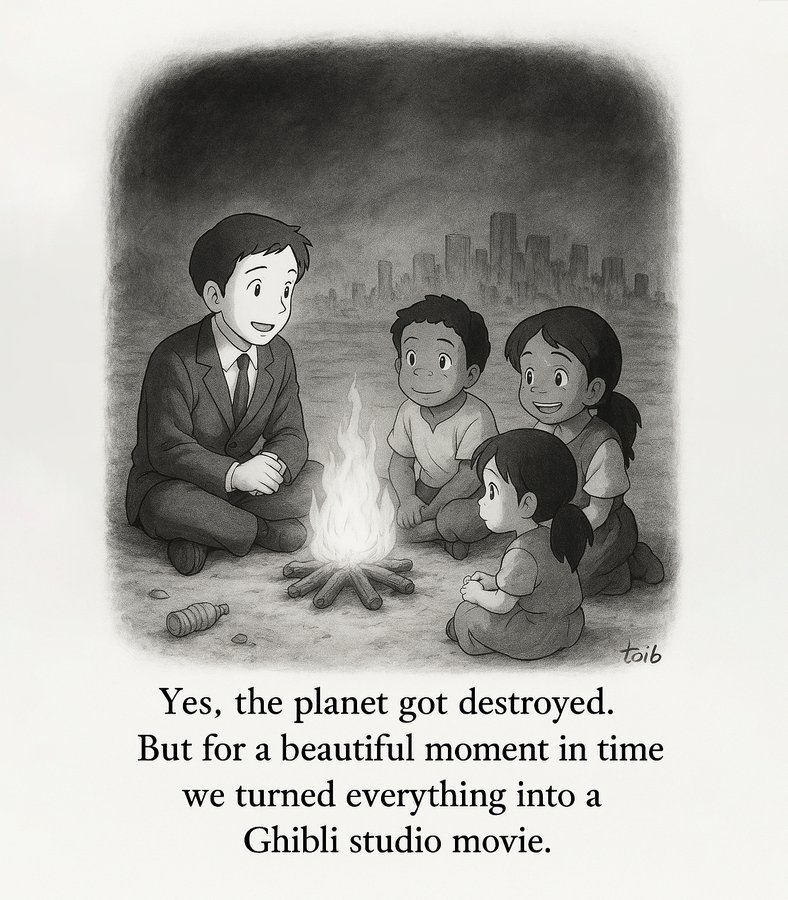 toib
Yes, the planet got destroyed.
But for a beautiful moment in time
we turned everything into a
Ghibli studio movie.